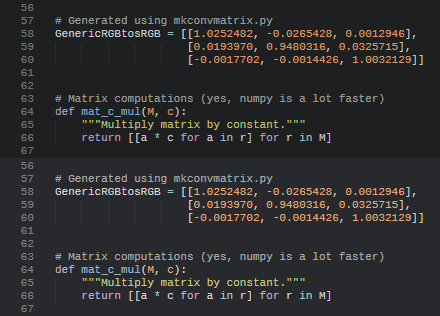 56
57 # Generated using mkconvmatrix.py
58 GenericRGBtosRGB = [[1.0252482, -0.0265428, 0.0012946],
59 [0.0193970, 0.9480316, 0.0325715],
60 [-0.0017702, -0.0014426, 1.0032129]]
61
62
63 # Matrix computations (yes, numpy is a lot faster)
64 def mat_c_mul(M, c):
65 """Multiply matrix by constant."""
66 return [[a * c for a in r] for r in M]
67
56
57 # Generated using mkconvmatrix.py
58 GenericRGBtosRGB = [[1.0252482, -0.0265428, 0.0012946],
59 [0.0193970, 0.9480316, 0.0325715],
60 [-0.0017702, -0.0014426, 1.0032129]]
61
62
63 # Matrix computations (yes, numpy is a lot faster)
64 def mat_c_mul(M, c):
65 """Multiply matrix by constant."""
66 return [[a * c for a in r] for r in M]
67